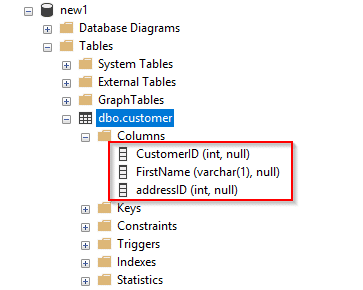 new1
Database Diagrams
Tables
System Tables
External Tables
GraphTables
dbo.customer
Columns
CustomerID (int, null)
FirstName (varchar(1), null)
addressID (int, null)
Keys
Constraints
Triggers
Indexes
Statistics